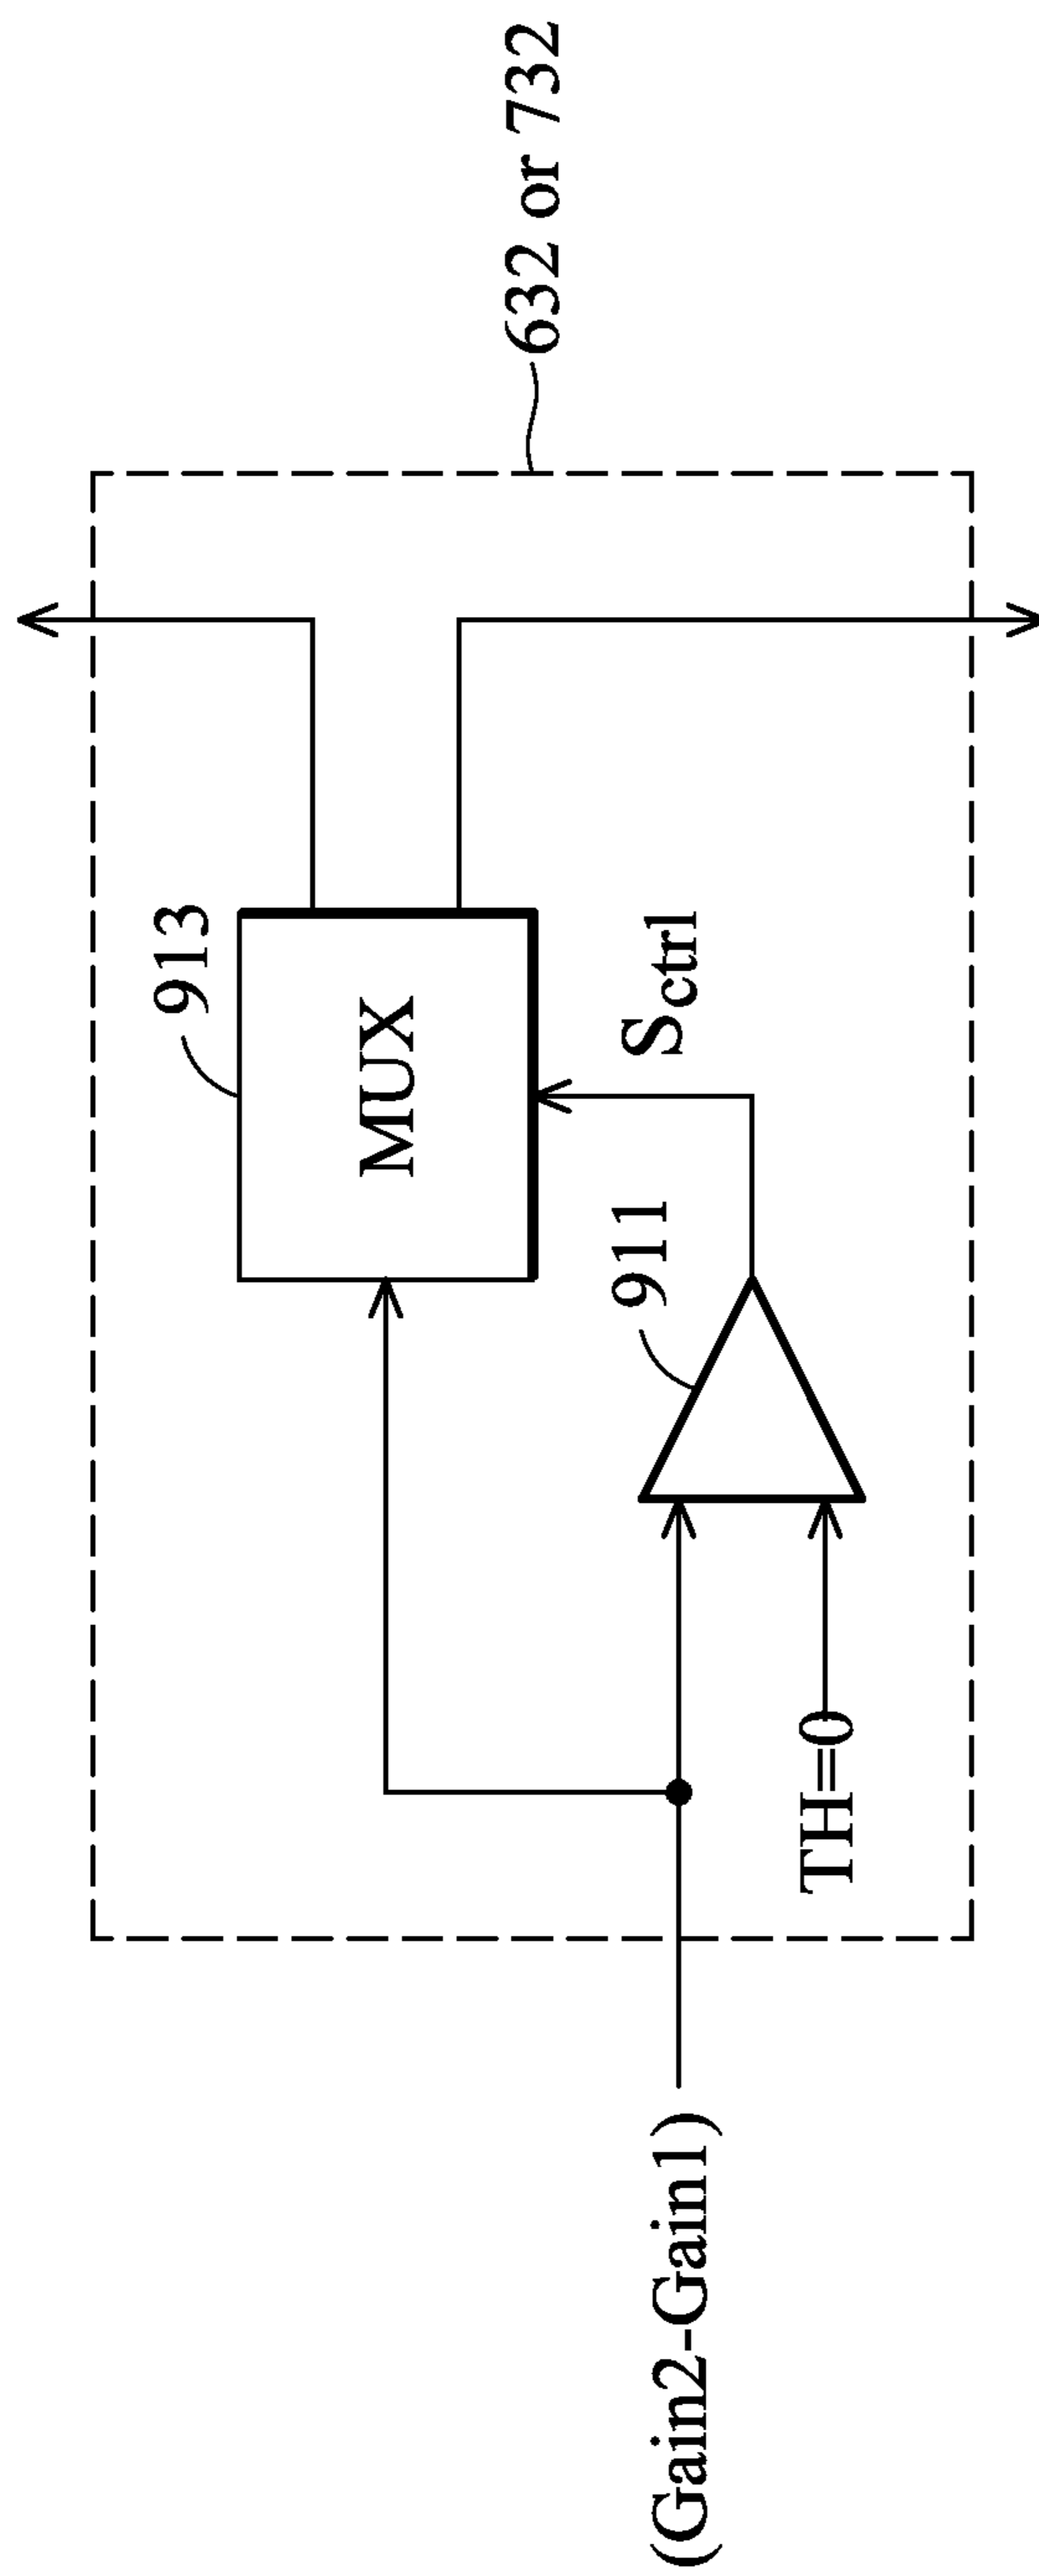 (Gain2-Gain1)
TH=0
911
Sctrl
MUX
913
632 or 732